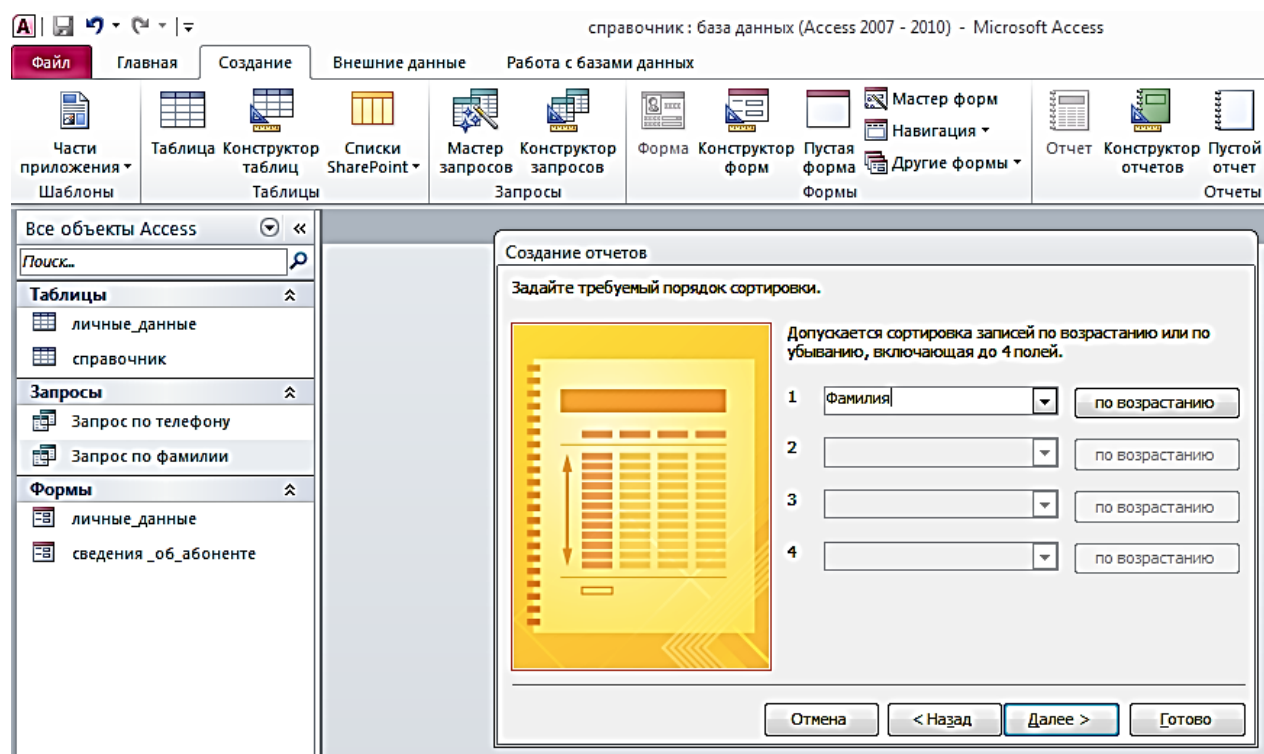 справочник : база данных (Access 2007 - 2010) - Microsoft Access
Файл Главная Создание Внешние данные Работа с базами данных
Части приложения
Таблица
Конструктор таблиц
Списки SharePoint
Мастер запросов
Конструктор запросов
Форма
Конструктор форм
Пустая форма
Мастер форм
Навигация
Другие формы
Отчет
Конструктор отчетов
Пустой отчет
Шаблоны Таблицы Запросы Формы Отчеты
Все объекты Access
Поиск...
Таблицы
личные_данные
справочник
Запросы
Запрос по телефону
Запрос по фамилии
Формы
личные_данные
сведения _об_абоненте
Создание отчетов
Задайте требуемый порядок сортировки.
Допускается сортировка записей по возрастанию или по
убыванию, включающая до 4 полей.
1 Фамилия по возрастанию
2 по возрастанию
3 по возрастанию
4 по возрастанию
Отмена < Назад Далее > Готово